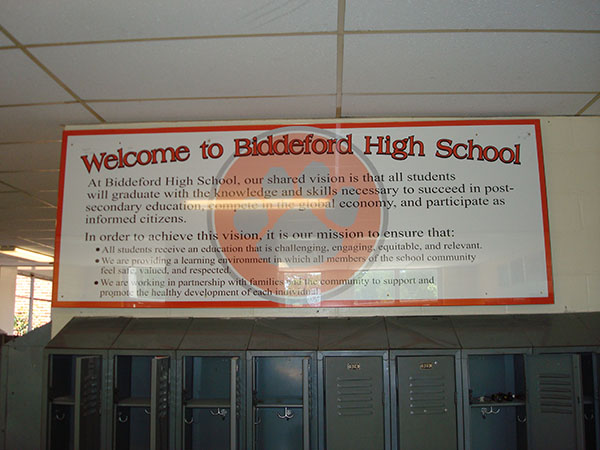 Welcome to Biddeford High School
At Biddeford High School, our shared vision is that all students
will graduate with the knowledge and skills necessary to succeed in post-
secondary education, compete in the global economy, and participate as
informed citizens.
In order to achieve this vision, it is our mission to ensure that:
• All students receive an education that is challenging, engaging, equitable, and relevant.
• We are providing a learning environment in which all members of the school community
feel safe, valued, and respected.
• We are working in partnership with families and the community to support and
promote the healthy development of each individual.